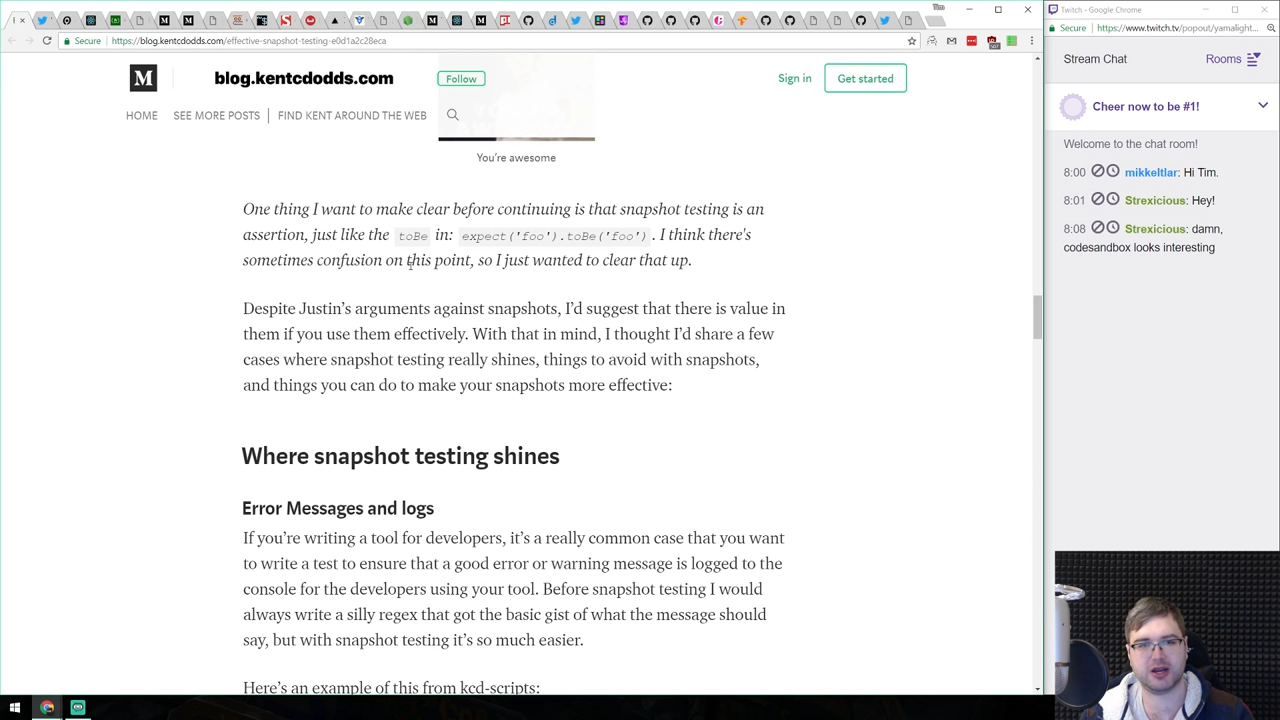 Secure
https://blog.kentcdodds.com/effective-snapshot-testing-e0d1a2c28eca
M
blog.kentcdodds.com
Follow
Sign in
Get started
HOME
SEE MORE POSTS
FIND KENT AROUND THE WEB
You're awesome
One thing I want to make clear before continuing is that snapshot testing is an
assertion, just like the toBe in: expect('foo').toBe('foo'). I think there's
sometimes confusion on this point, so I just wanted to clear that up.
Despite Justin's arguments against snapshots, I'd suggest that there is value in
them if you use them effectively. With that in mind, I thought I'd share a few
cases where snapshot testing really shines, things to avoid with snapshots,
and things you can do to make your snapshots more effective:
Where snapshot testing shines
Error Messages and logs
If you're writing a tool for developers, it's a really common case that you want
to write a test to ensure that a good error or warning message is logged to the
console for the developers using your tool. Before snapshot testing I would
always write a silly regex that got the basic gist of what the message should
say, but with snapshot testing it's so much easier.
Here's an example of this from kcd-scripts:
Twitch - Google Chrome
Secure
https://www.twitch.tv/popout/yamalight...
Stream Chat
Rooms
Cheer now to be #1!
Welcome to the chat room!
8:00 mikkeltlar: Hi Tim.
8:01 Strexicious: Hey!
8:08 Strexicious: damn,
codesandbox looks interesting